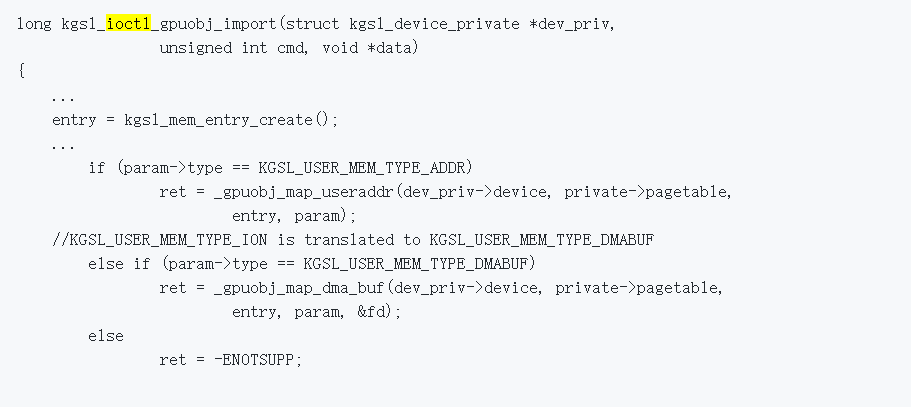 long kgsl_ioctl_gpuobj_import(struct kgsl_device_private *dev_priv,
unsigned int cmd, void *data)
{
...
entry = kgsl_mem_entry_create();
...
if (param->type == KGSL_USER_MEM_TYPE_ADDR)
ret = _gpuobj_map_useraddr(dev_priv->device, private->pagetable,
entry, param);
//KGSL_USER_MEM_TYPE_ION is translated to KGSL_USER_MEM_TYPE_DMABUF
else if (param->type == KGSL_USER_MEM_TYPE_DMABUF)
ret = _gpuobj_map_dma_buf(dev_priv->device, private->pagetable,
entry, param, &fd);
else
ret = -ENOTSUPP;